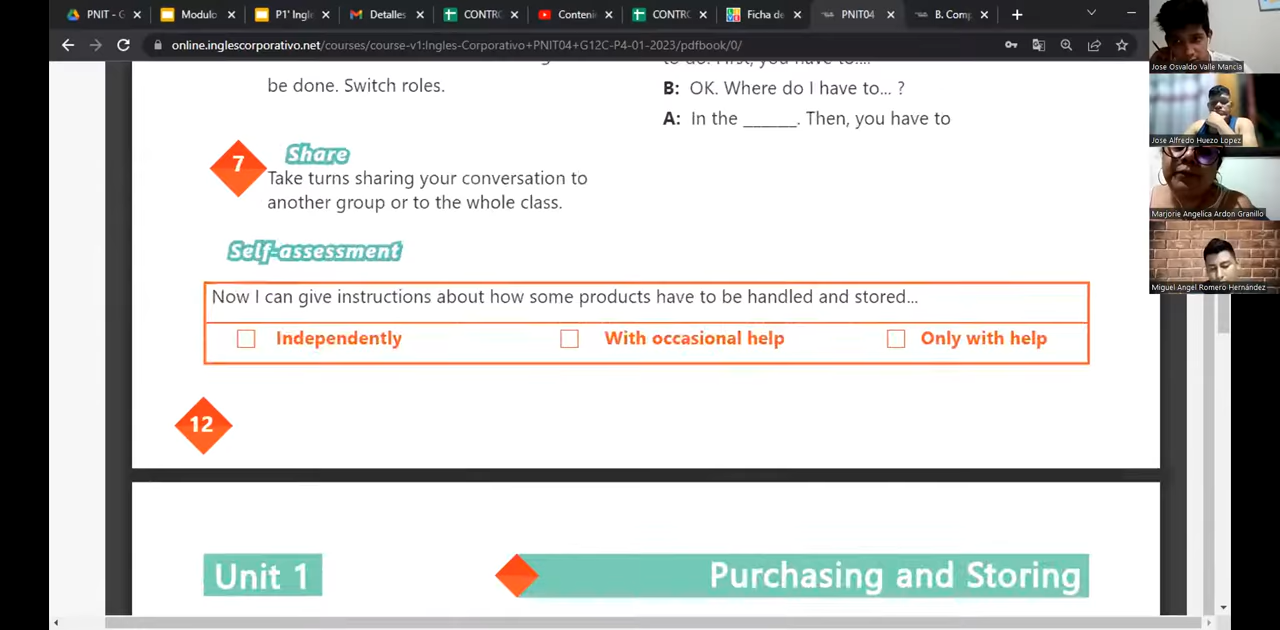 PNIT - G
Modulo
P1' Ingl
Detalles
CONTRO
Conteni
CONTRO
Ficha de
PNIT04
B. Comp
online.inglescorporativo.net/courses/course-v1:Ingles-Corporativo+PNIT04+G12C-P4-01-2023/pdfbook/0/
be done. Switch roles.
B: OK. Where do I have to... ?
A: In the ______. Then, you have to
7
Share
Take turns sharing your conversation to
another group or to the whole class.
Self-assessment
Now I can give instructions about how some products have to be handled and stored...
Independently
With occasional help
Only with help
12
Unit 1
Purchasing and Storing
Jose Osvaldo Valle Mancia
Jose Alfredo Huezo Lopez
Marjorie Angelica Ardon Granillo
Miguel Angel Romero Hernández